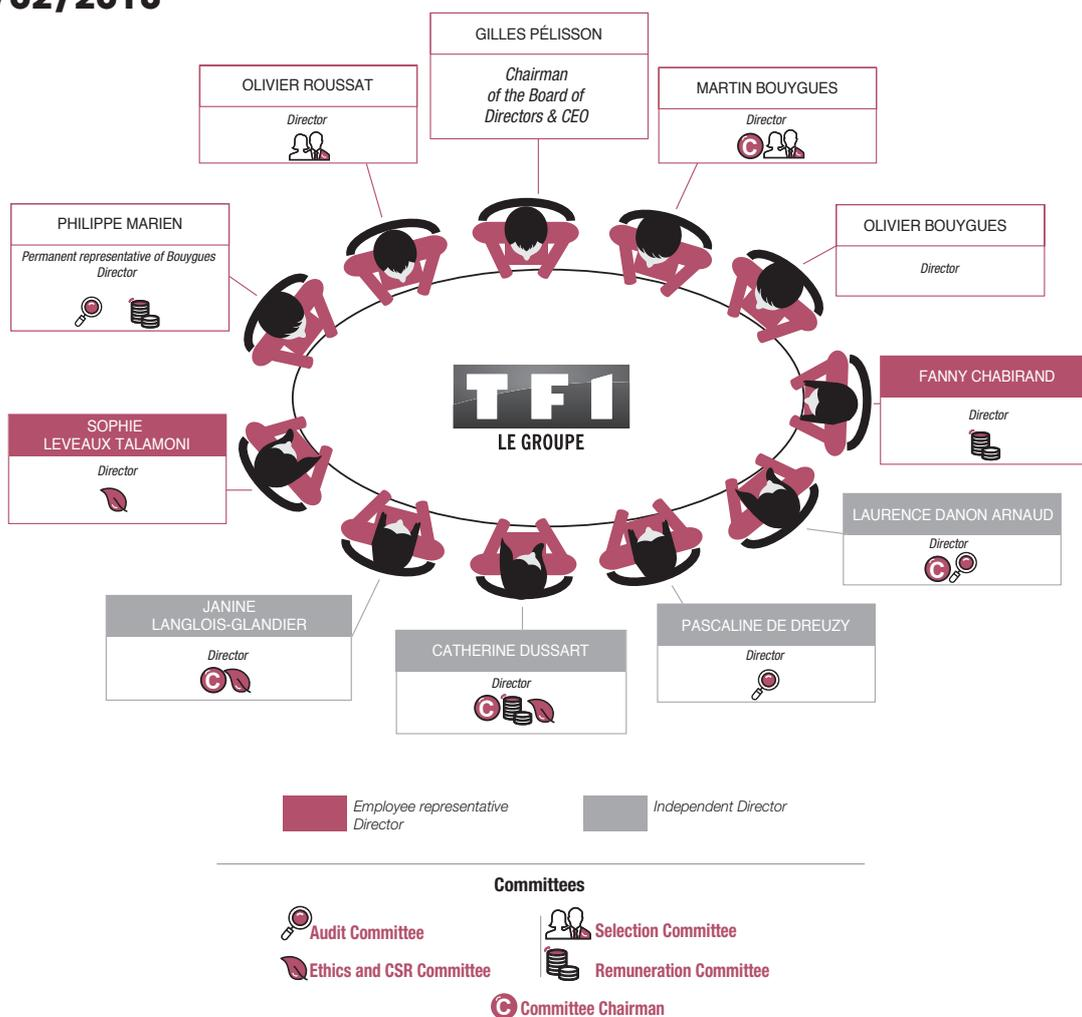 GILLES PÉLISSON
Chairman
of the Board of
Directors & CEO
OLIVIER ROUSSAT
Director
MARTIN BOUYGUES
Director
C
PHILIPPE MARIEN
Permanent representative of Bouygues
Director
OLIVIER BOUYGUES
Director
FANNY CHABIRAND
Director
SOPHIE
LEVEAUX TALAMONI
Director
TF1
LE GROUPE
LAURENCE DANON ARNAUD
Director
C
JANINE
LANGLOIS-GLANDIER
Director
C
CATHERINE DUSSART
Director
C
PASCALINE DE DREUZY
Director
Employee representative
Director
Independent Director
Committees
Audit Committee
Selection Committee
Ethics and CSR Committee
Remuneration Committee
C Committee Chairman